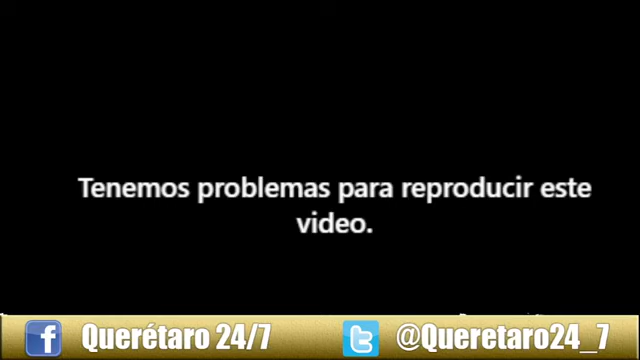 Tenemos problemas para reproducir este
video.
Querétaro 24/7 @Queretaro24_7